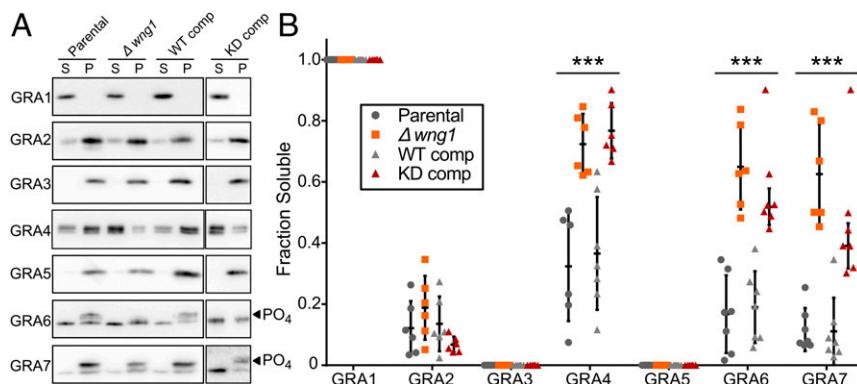 A
Parental
Δ wng1
WT comp
KD comp
S P S P S P S P
GRA1
GRA2
GRA3
GRA4
GRA5
GRA6
PO4
GRA7
PO4
B
Fraction Soluble
1.0
0.8
0.6
0.4
0.2
0
***
***
***
Parental
Δwng1
WT comp
KD comp
GRA1 GRA2 GRA3 GRA4 GRA5 GRA6 GRA7